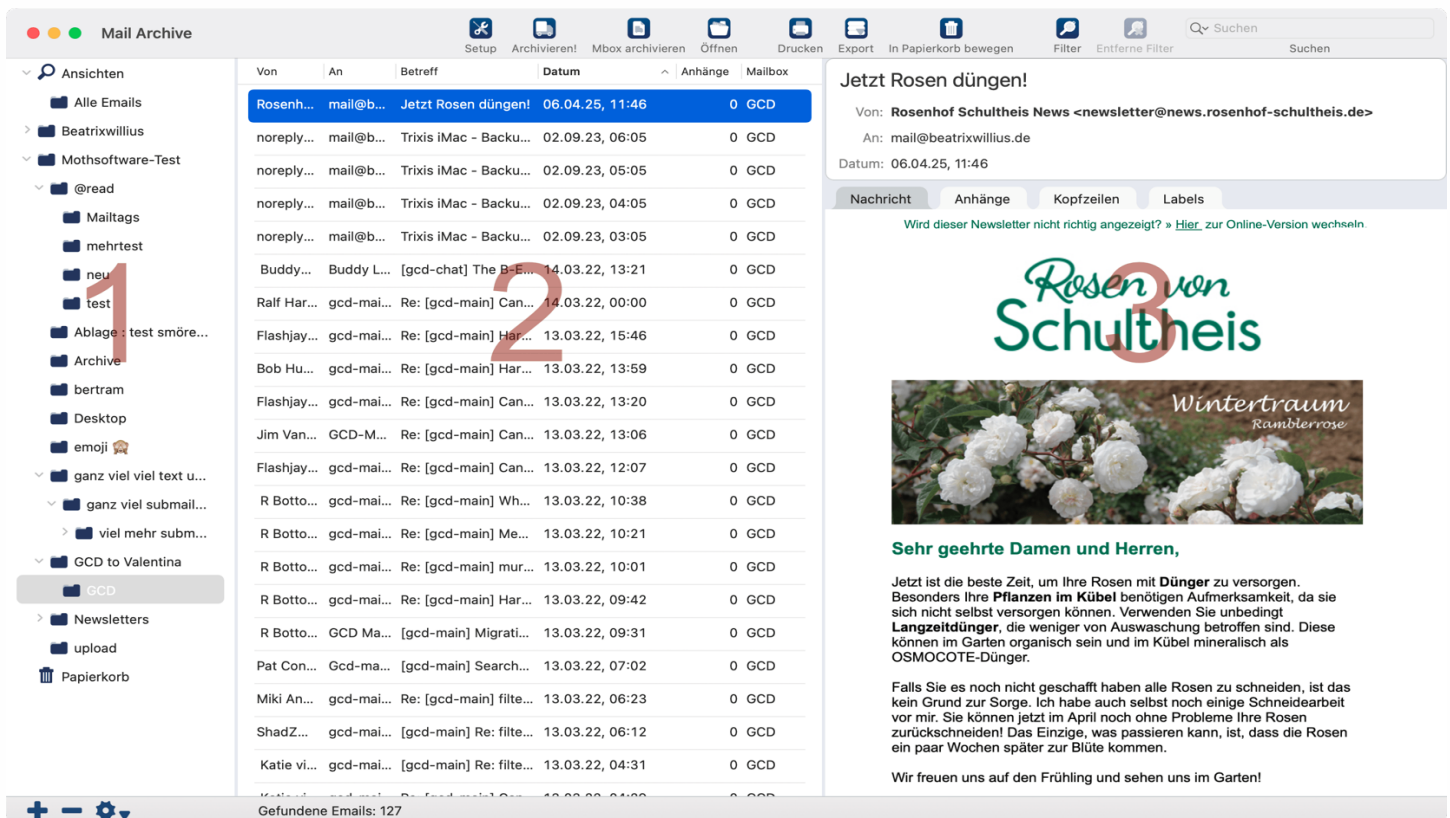 Mail Archive
Setup Archivieren! Mbox archivieren Öffnen Drucken Export In Papierkorb bewegen Filter Entferne Filter Suchen
Suchen
Ansichten
Alle Emails
Beatrixwillius
Mothsoftware-Test
@read
Mailtags
mehrtest
neu
test
Ablage : test smöre...
Archive
bertram
Desktop
emoji 🙈
ganz viel viel text u...
ganz viel submail...
viel mehr subm...
GCD to Valentina
GCD
Newsletters
upload
Papierkorb
1
Von An Betreff Datum Anhänge Mailbox
Rosenh... mail@b... Jetzt Rosen düngen! 06.04.25, 11:46 0 GCD
noreply... mail@b... Trixis iMac - Backu... 02.09.23, 06:05 0 GCD
noreply... mail@b... Trixis iMac - Backu... 02.09.23, 05:05 0 GCD
noreply... mail@b... Trixis iMac - Backu... 02.09.23, 04:05 0 GCD
noreply... mail@b... Trixis iMac - Backu... 02.09.23, 03:05 0 GCD
Buddy... Buddy L... [gcd-chat] The B-E... 14.03.22, 13:21 0 GCD
Ralf Har... gcd-mai... Re: [gcd-main] Can... 14.03.22, 00:00 0 GCD
Flashjay... gcd-mai... Re: [gcd-main] Har... 13.03.22, 15:46 0 GCD
Bob Hu... gcd-mai... Re: [gcd-main] Har... 13.03.22, 13:59 0 GCD
Flashjay... gcd-mai... Re: [gcd-main] Can... 13.03.22, 13:20 0 GCD
Jim Van... GCD-M... Re: [gcd-main] Can... 13.03.22, 13:06 0 GCD
Flashjay... gcd-mai... Re: [gcd-main] Can... 13.03.22, 12:07 0 GCD
R Botto... gcd-mai... Re: [gcd-main] Wh... 13.03.22, 10:38 0 GCD
R Botto... gcd-mai... Re: [gcd-main] Me... 13.03.22, 10:21 0 GCD
R Botto... gcd-mai... Re: [gcd-main] mur... 13.03.22, 10:01 0 GCD
R Botto... gcd-mai... Re: [gcd-main] Har... 13.03.22, 09:42 0 GCD
R Botto... GCD Ma... [gcd-main] Migrati... 13.03.22, 09:31 0 GCD
Pat Con... Gcd-ma... [gcd-main] Search... 13.03.22, 07:02 0 GCD
Miki An... gcd-mai... Re: [gcd-main] filte... 13.03.22, 06:23 0 GCD
ShadZ... gcd-mai... [gcd-main] Re: filte... 13.03.22, 06:12 0 GCD
Katie vi... gcd-mai... [gcd-main] Re: filte... 13.03.22, 04:31 0 GCD
2
Gefundene Emails: 127
Jetzt Rosen düngen!
Von: Rosenhof Schultheis News <newsletter@news.rosenhof-schultheis.de>
An: mail@beatrixwillius.de
Datum: 06.04.25, 11:46
Nachricht Anhänge Kopfzeilen Labels
Wird dieser Newsletter nicht richtig angezeigt? » Hier zur Online-Version wechseln.
Rosen von
Schultheis
3
Wintertraum
Ramblerrose
Sehr geehrte Damen und Herren,
Jetzt ist die beste Zeit, um Ihre Rosen mit Dünger zu versorgen.
Besonders Ihre Pflanzen im Kübel benötigen Aufmerksamkeit, da sie
sich nicht selbst versorgen können. Verwenden Sie unbedingt
Langzeitdünger, die weniger von Auswaschung betroffen sind. Diese
können im Garten organisch sein und im Kübel mineralisch als
OSMOCOTE-Dünger.
Falls Sie es noch nicht geschafft haben alle Rosen zu schneiden, ist das
kein Grund zur Sorge. Ich habe auch selbst noch einige Schneidearbeit
vor mir. Sie können jetzt im April noch ohne Probleme Ihre Rosen
zurückschneiden! Das Einzige, was passieren kann, ist, dass die Rosen
ein paar Wochen später zur Blüte kommen.
Wir freuen uns auf den Frühling und sehen uns im Garten!